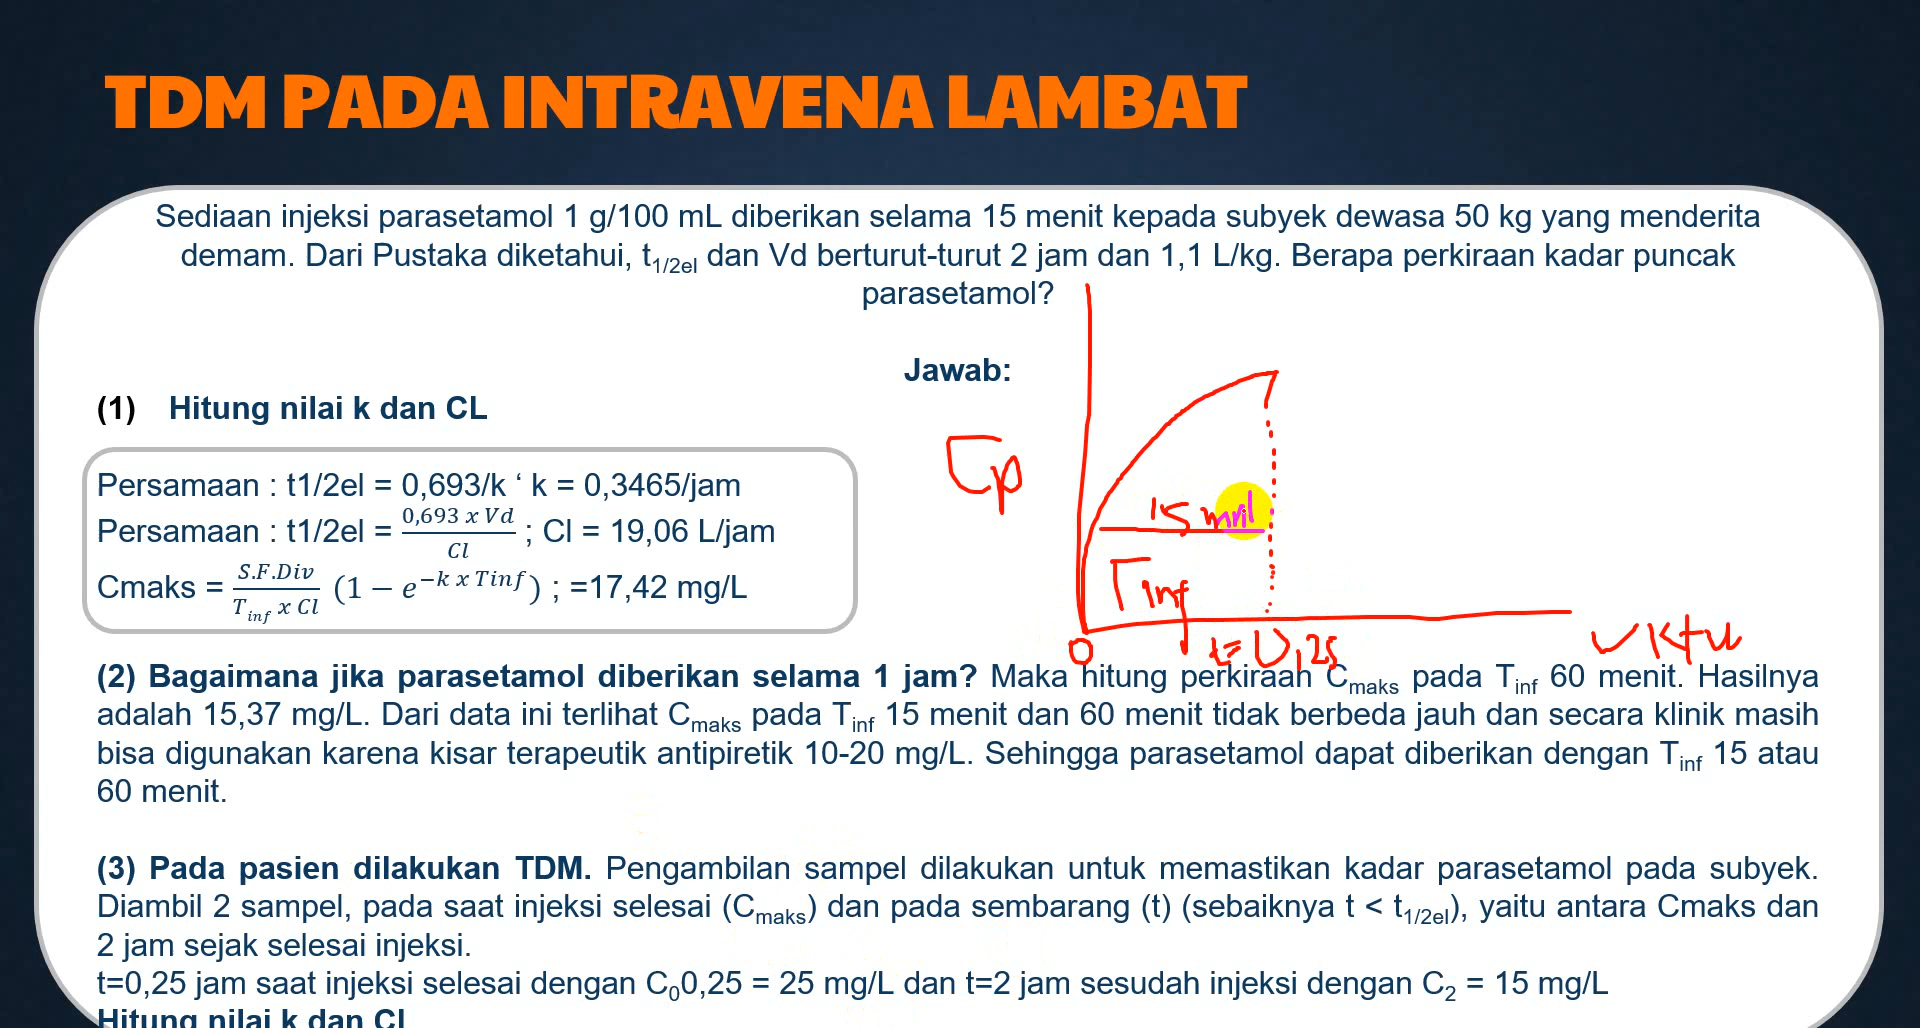 TDM PADA INTRAVENA LAMBAT
Sediaan injeksi parasetamol 1 g/100 mL diberikan selama 15 menit kepada subyek dewasa 50 kg yang menderita
demam. Dari Pustaka diketahui, t1/2el dan Vd berturut-turut 2 jam dan 1,1 L/kg. Berapa perkiraan kadar puncak
parasetamol?
Jawab:
(1) Hitung nilai k dan CL
Persamaan : t1/2el = 0,693/k ‘ k = 0,3465/jam
Persamaan : t1/2el = 0,693 x Vd / Cl ; Cl = 19,06 L/jam
Cmaks = S.F.Div / Tinf x Cl (1 − e^−k x Tinf) ; =17,42 mg/L
Cp
15
Tinf
0
t= 0,25
(2) Bagaimana jika parasetamol diberikan selama 1 jam? Maka hitung perkiraan Cmaks pada Tinf 60 menit. Hasilnya
adalah 15,37 mg/L. Dari data ini terlihat Cmaks pada Tinf 15 menit dan 60 menit tidak berbeda jauh dan secara klinik masih
bisa digunakan karena kisar terapeutik antipiretik 10-20 mg/L. Sehingga parasetamol dapat diberikan dengan Tinf 15 atau
60 menit.
(3) Pada pasien dilakukan TDM. Pengambilan sampel dilakukan untuk memastikan kadar parasetamol pada subyek.
Diambil 2 sampel, pada saat injeksi selesai (Cmaks) dan pada sembarang (t) (sebaiknya t < t1/2el), yaitu antara Cmaks dan
2 jam sejak selesai injeksi.
t=0,25 jam saat injeksi selesai dengan C00,25 = 25 mg/L dan t=2 jam sesudah injeksi dengan C2 = 15 mg/L
Hitung nilai k dan Cl